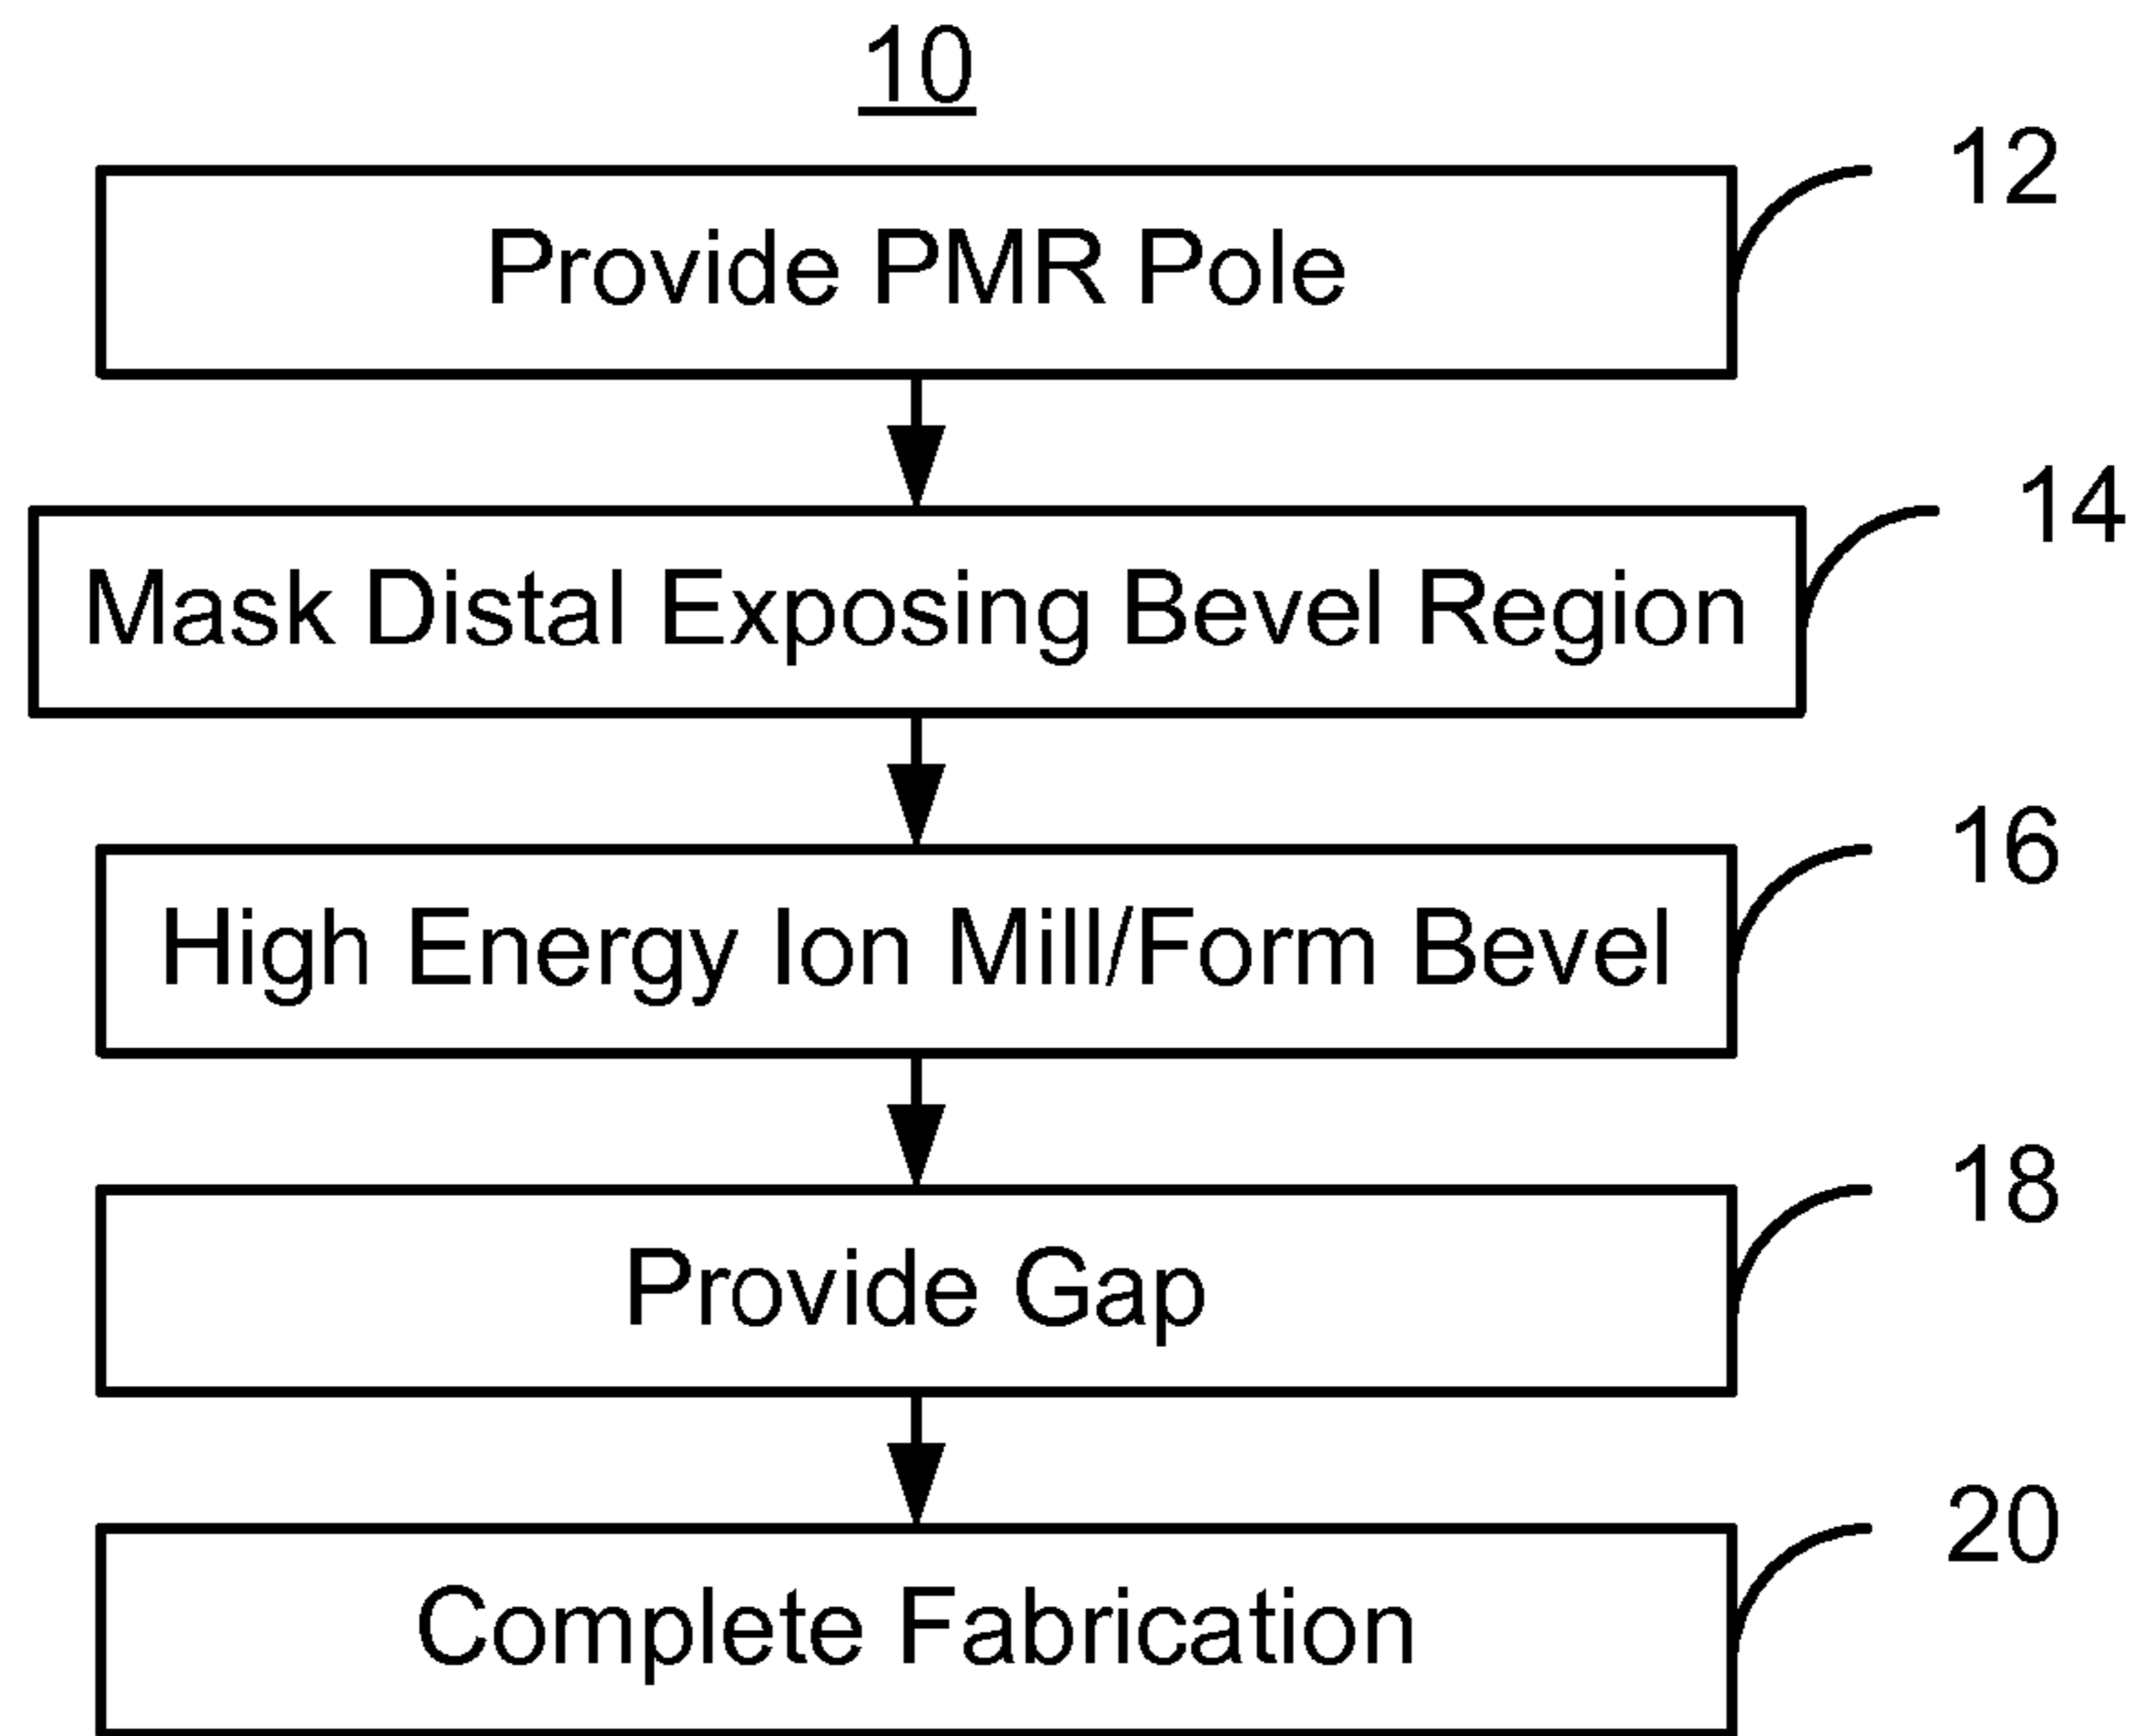 10
Provide PMR Pole
12
Mask Distal Exposing Bevel Region
14
High Energy Ion Mill/Form Bevel
16
Provide Gap
18
Complete Fabrication
20